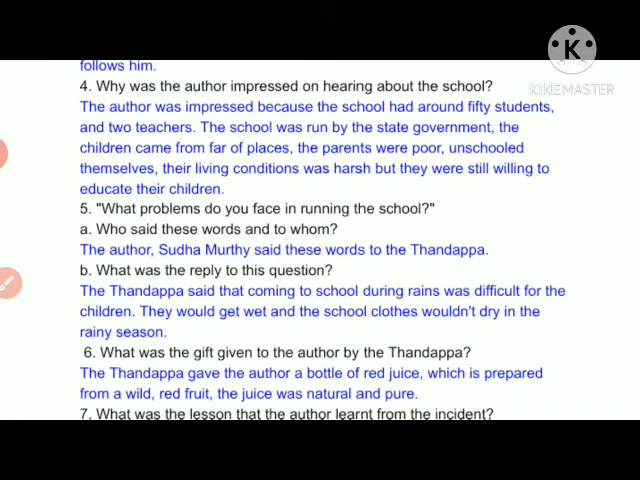 follows him.
4. Why was the author impressed on hearing about the school?
The author was impressed because the school had around fifty students,
and two teachers. The school was run by the state government, the
children came from far of places, the parents were poor, unschooled
themselves, their living conditions was harsh but they were still willing to
educate their children.
5. "What problems do you face in running the school?"
a. Who said these words and to whom?
The author, Sudha Murthy said these words to the Thandappa.
b. What was the reply to this question?
The Thandappa said that coming to school during rains was difficult for the
children. They would get wet and the school clothes wouldn't dry in the
rainy season.
6. What was the gift given to the author by the Thandappa?
The Thandappa gave the author a bottle of red juice, which is prepared
from a wild, red fruit, the juice was natural and pure.
7. What was the lesson that the author learnt from the incident?
K
KINEMASTER